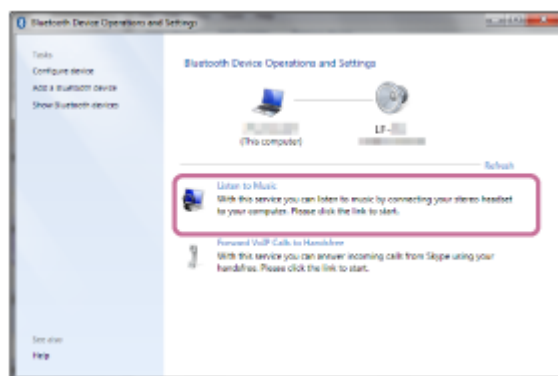 Bluetooth Device Operations and Settings
Tasks
Configure device
Add a Bluetooth device
Show Bluetooth devices
Bluetooth Device Operations and Settings
(This computer)
LF-
Refresh
Listen to Music
With this service you can listen to music by connecting your stereo headset
to your computer. Please click the link to start.
Forward VoIP Calls to Handsfree
With this service you can answer incoming calls from Skype using your
handsfree. Please click the link to start.
See also
Help